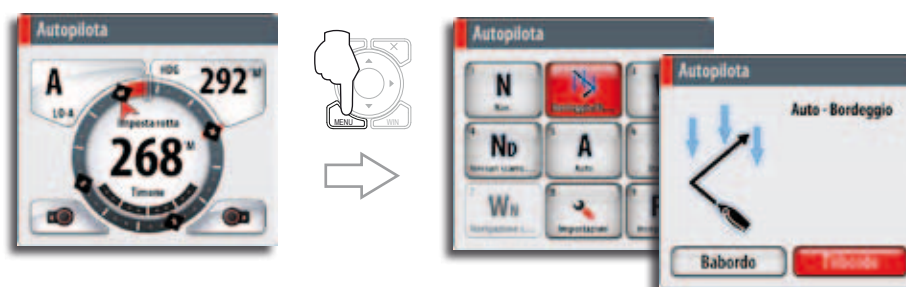 Autopilota
A
LO-A
HDG
292°M
Imposta rotta
268°M
Timone
MENU
WIN
Autopilota
N
Nav.
ND
A
Auto
WN
Impostazioni
Autopilota
Auto - Bordeggio
Babordo
Tribordo